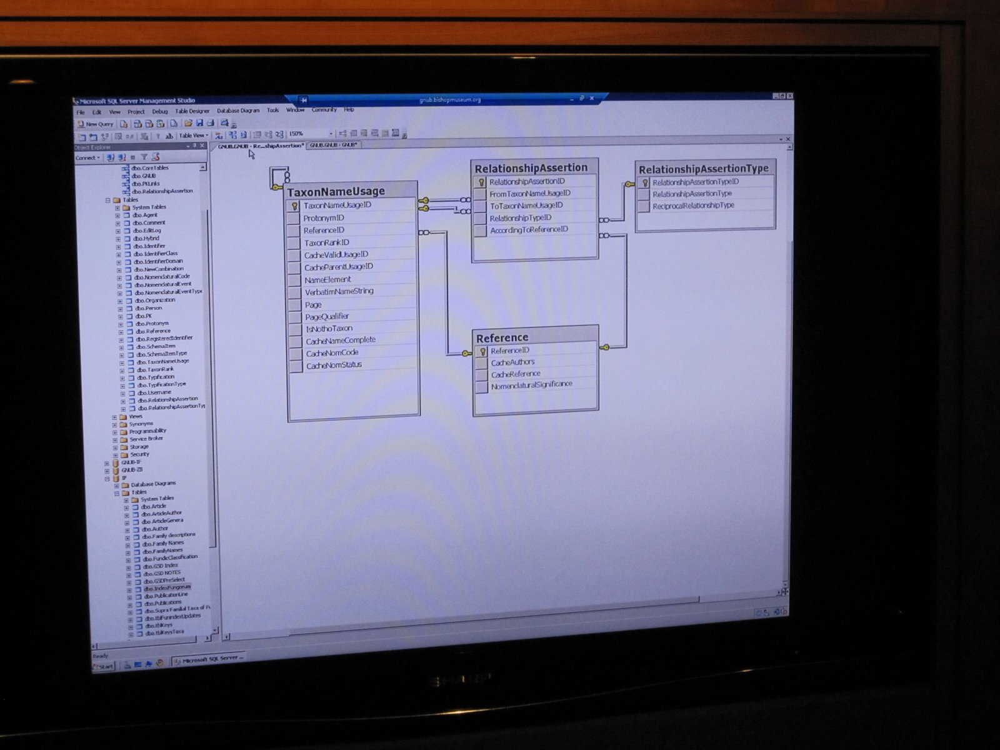 Microsoft SQL Server Management Studio
gnub.bishopmuseum.org
File Edit View Project Debug Table Designer Database Diagram Tools Window Community Help
New Query
Table View
150%
Object Explorer
GNUB.GNUB - Re...shipAssertion*
GNUB.GNUB - GNUB*
Connect
dbo.CoreTables
dbo.GNUB
dbo.PKLinks
dbo.RelationshipAssertion
Tables
System Tables
dbo.Agent
dbo.Comment
dbo.EditLog
dbo.Hybrid
dbo.Identifier
dbo.IdentifierClass
dbo.IdentifierDomain
dbo.NewCombination
dbo.NomenclaturalCode
dbo.NomenclaturalEvent
dbo.NomenclaturalEventType
dbo.Organization
dbo.Person
dbo.PK
dbo.Protonym
dbo.Reference
dbo.RegisteredIdentifier
dbo.SchemaItem
dbo.SchemaItemType
dbo.TaxonNameUsage
dbo.TaxonRank
dbo.Typification
dbo.TypificationType
dbo.Username
dbo.RelationshipAssertion
dbo.RelationshipAssertionTyp
Views
Synonyms
Programmability
Service Broker
Storage
Security
GNUB-IF
GNUB-ZB
IF
Database Diagrams
Tables
System Tables
dbo.Article
dbo.ArticleAuthor
dbo.ArticleGenera
dbo.Author
dbo.Family descriptions
dbo.Family Names
dbo.FamilyNames
dbo.FundicClassification
dbo.GSD Index
dbo.GSD NOTES
dbo.GSDPreSelect
dbo.IndexFungorum
dbo.PublicationLine
dbo.Publications
dbo.Supra Familial Taxa of Fu
dbo.tblFunindexUpdates
dbo.tblKeys
dbo.tblKeysTaxa
TaxonNameUsage
TaxonNameUsageID
ProtonymID
ReferenceID
TaxonRankID
CacheValidUsageID
CacheParentUsageID
NameElement
VerbatimNameString
Page
PageQualifier
IsNothoTaxon
CacheNameComplete
CacheNomCode
CacheNomStatus
RelationshipAssertion
RelationshipAssertionID
FromTaxonNameUsageID
ToTaxonNameUsageID
RelationshipTypeID
AccordingToReferenceID
RelationshipAssertionType
RelationshipAssertionTypeID
RelationshipAssertionType
ReciprocalRelationshipType
Reference
ReferenceID
CacheAuthors
CacheReference
NomenclaturalSignificance
Ready
Start
Microsoft SQL Server ...
SHARP